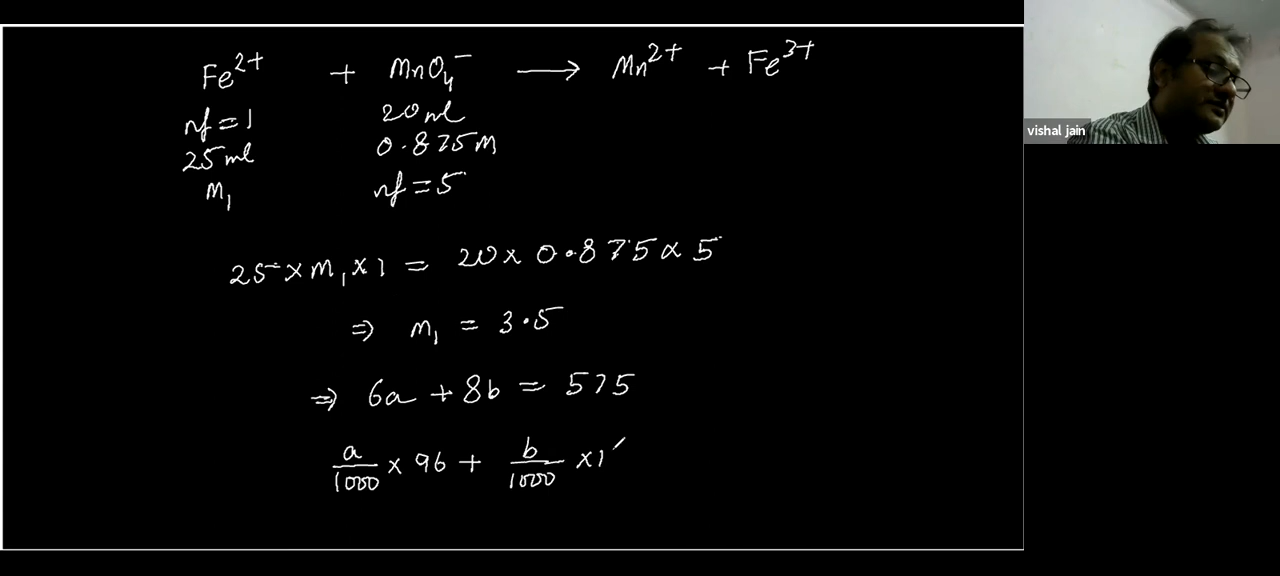 Fe²⁺ + MnO₄⁻ ⟶ Mn²⁺ + Fe³⁺
nf = 1 20 ml
25 ml 0.875 M
M₁ nf = 5
25 × M₁ × 1 = 20 × 0.875 × 5
⇒ M₁ = 3.5
⇒ 6a + 8b = 575
a/1000 × 96 + b/1000 × 1
vishal jain